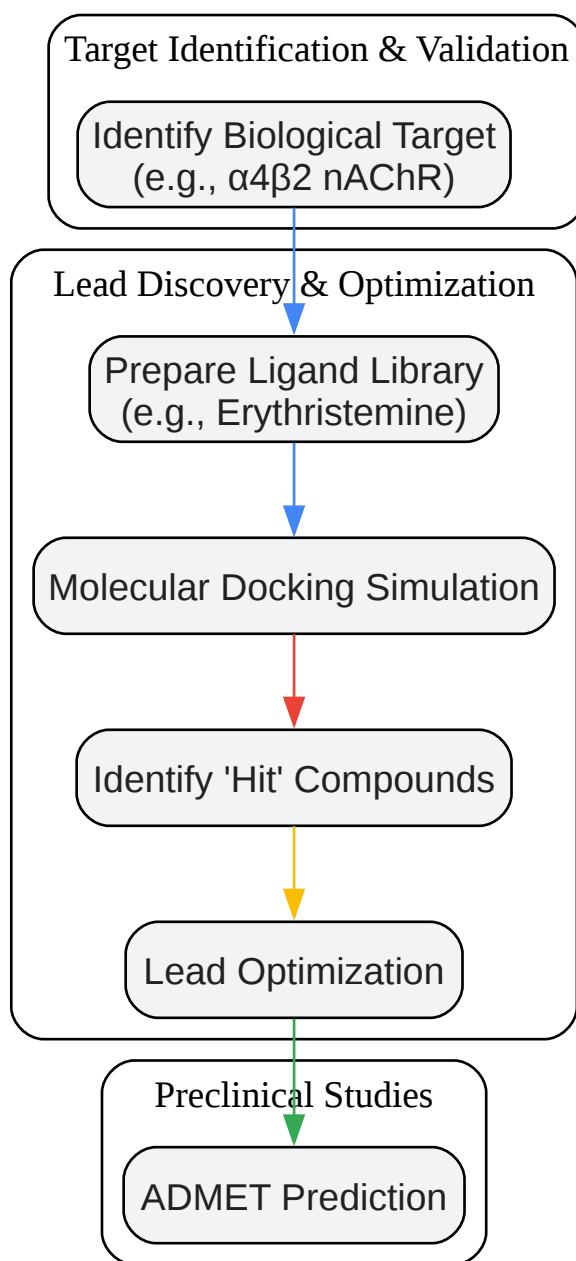 Target Identification & Validation
Identify Biological Target
(e.g., α4β2 nAChR)
Lead Discovery & Optimization
Prepare Ligand Library
(e.g., Erythristemine)
Molecular Docking Simulation
Identify 'Hit' Compounds
Lead Optimization
Preclinical Studies
ADMET Prediction